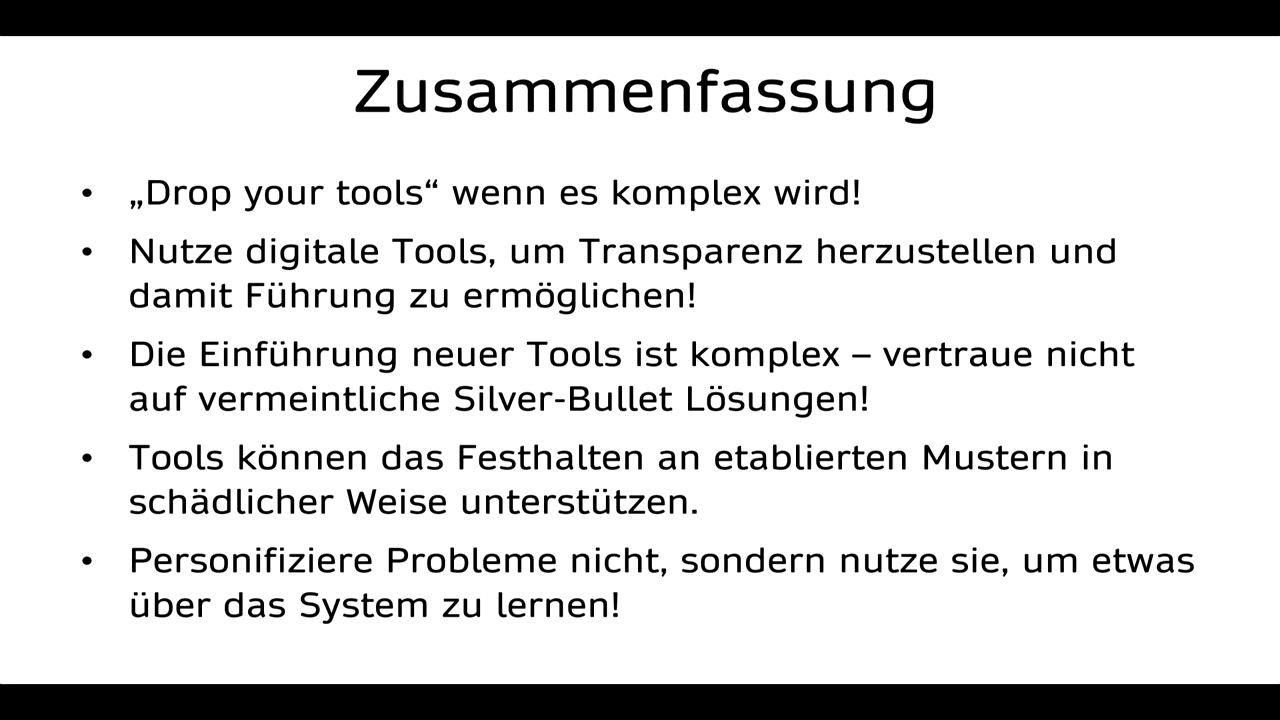 Zusammenfassung
• „Drop your tools“ wenn es komplex wird!
• Nutze digitale Tools, um Transparenz herzustellen und
damit Führung zu ermöglichen!
• Die Einführung neuer Tools ist komplex – vertraue nicht
auf vermeintliche Silver-Bullet Lösungen!
• Tools können das Festhalten an etablierten Mustern in
schädlicher Weise unterstützen.
• Personifiziere Probleme nicht, sondern nutze sie, um etwas
über das System zu lernen!